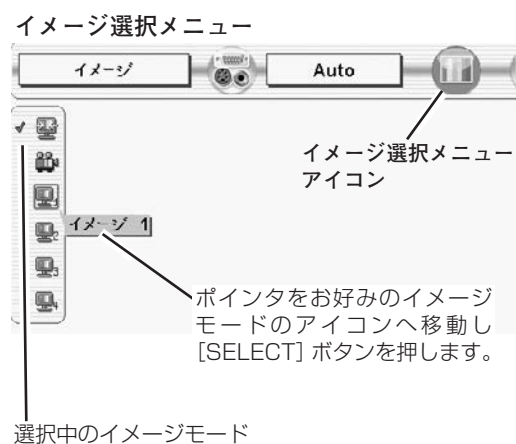 イメージ選択メニュー
イメージ
Auto
イメージ選択メニュー
アイコン
イメージ 1
ポインタをお好みのイメージ
モードのアイコンへ移動し
[SELECT] ボタンを押します。
選択中のイメージモード